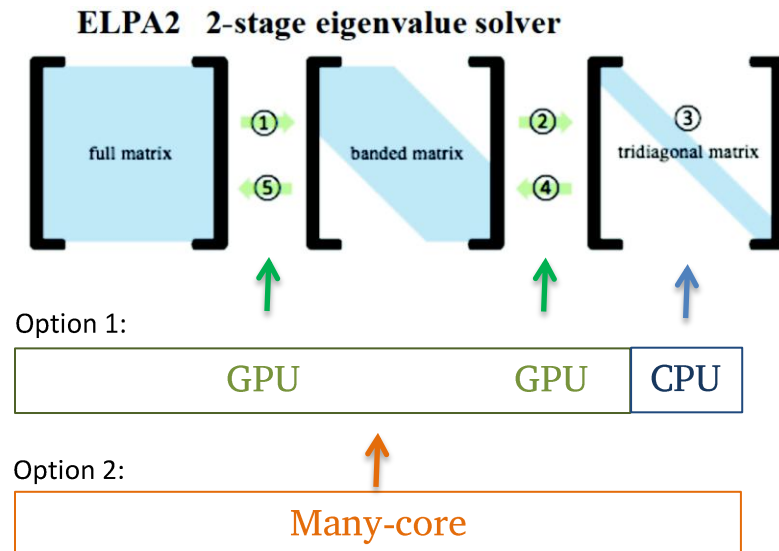 ELPA2 2-stage eigenvalue solver
① ② ③
full matrix banded matrix tridiagonal matrix
⑤ ④
Option 1:
GPU GPU CPU
Option 2:
Many-core